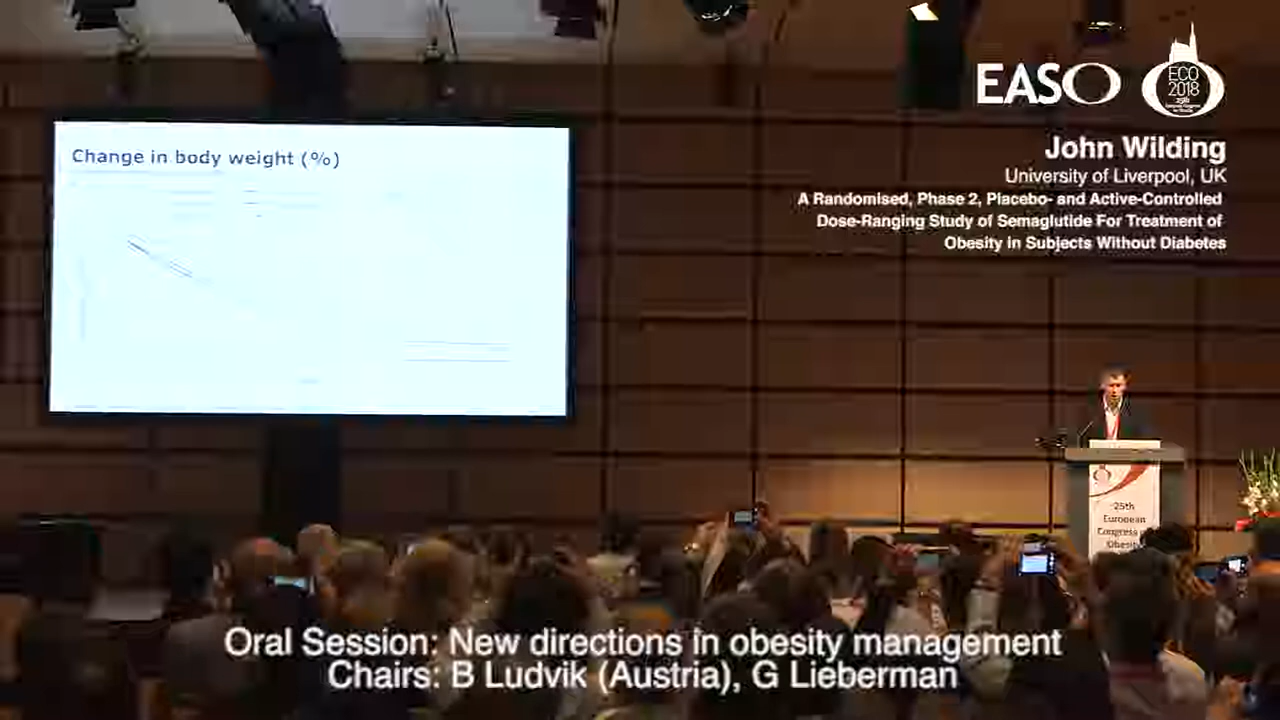 Change in body weight (%)
EASO
ECO
2018
John Wilding
University of Liverpool, UK
A Randomised, Phase 2, Placebo- and Active-Controlled
Dose-Ranging Study of Semaglutide For Treatment of
Obesity in Subjects Without Diabetes
25th
European
Congress
Obesity
Oral Session: New directions in obesity management
Chairs: B Ludvik (Austria), G Lieberman